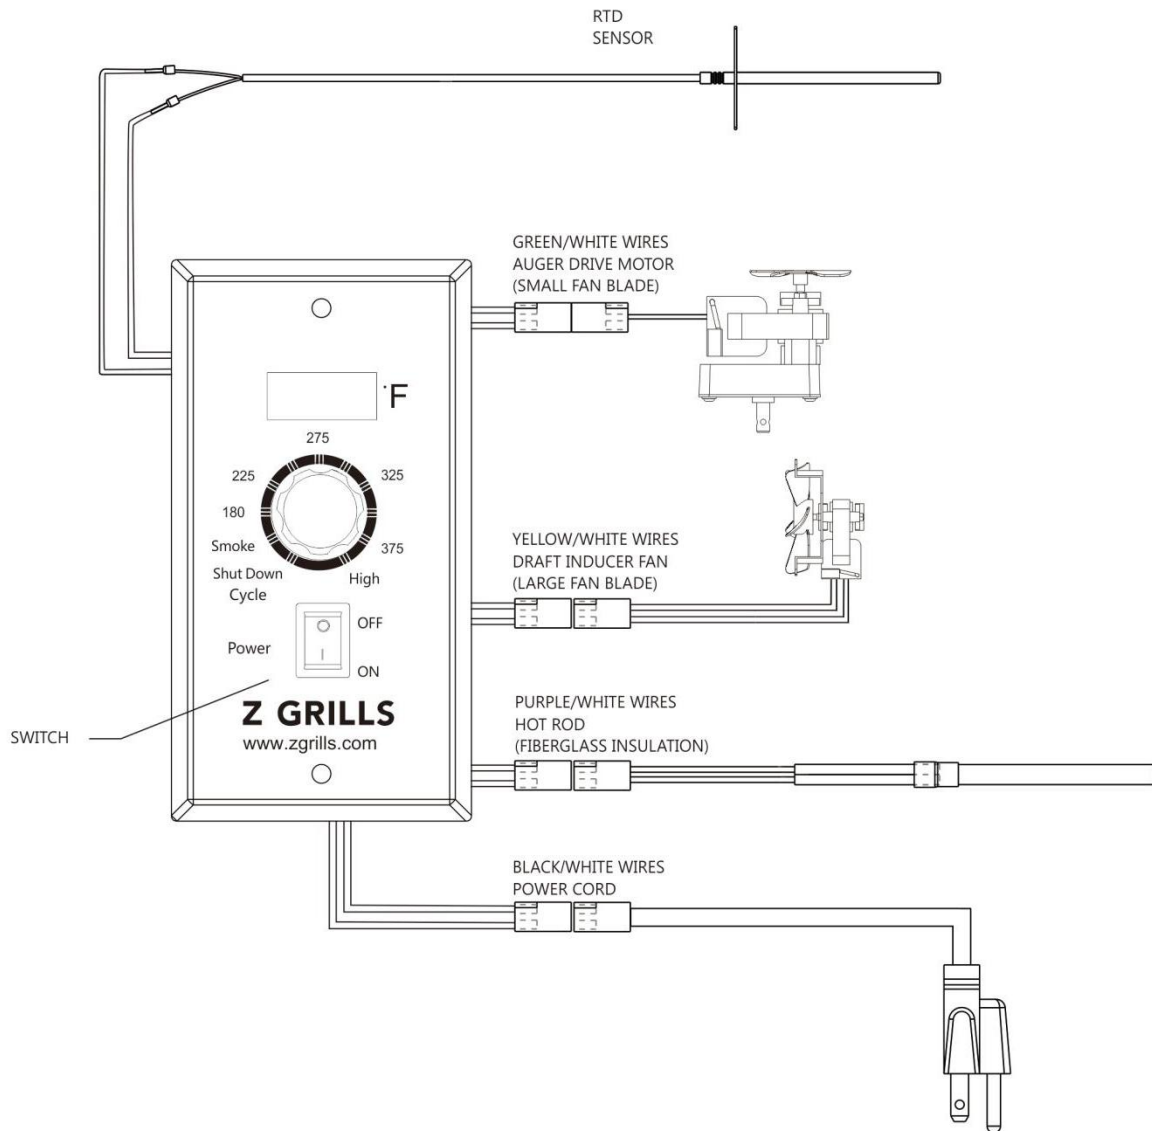 RTD
SENSOR
GREEN/WHITE WIRES
AUGER DRIVE MOTOR
(SMALL FAN BLADE)
°F
275
225
325
180
Smoke
375
Shut Down
Cycle
High
YELLOW/WHITE WIRES
DRAFT INDUCER FAN
(LARGE FAN BLADE)
OFF
Power
ON
SWITCH
Z GRILLS
www.zgrills.com
PURPLE/WHITE WIRES
HOT ROD
(FIBERGLASS INSULATION)
BLACK/WHITE WIRES
POWER CORD